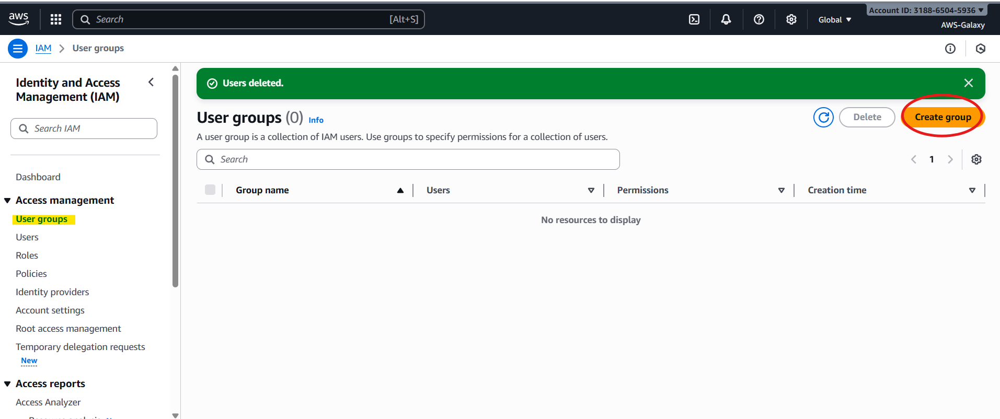 aws
Search [Alt+S]
Global
Account ID: 3188-6504-5936
AWS-Galaxy
IAM User groups
Identity and Access
Management (IAM)
Search IAM
Dashboard
Access management
User groups
Users
Roles
Policies
Identity providers
Account settings
Root access management
Temporary delegation requests
New
Access reports
Access Analyzer
Users deleted.
User groups (0) Info
Delete
Create group
A user group is a collection of IAM users. Use groups to specify permissions for a collection of users.
Search
1
Group name Users Permissions Creation time
No resources to display